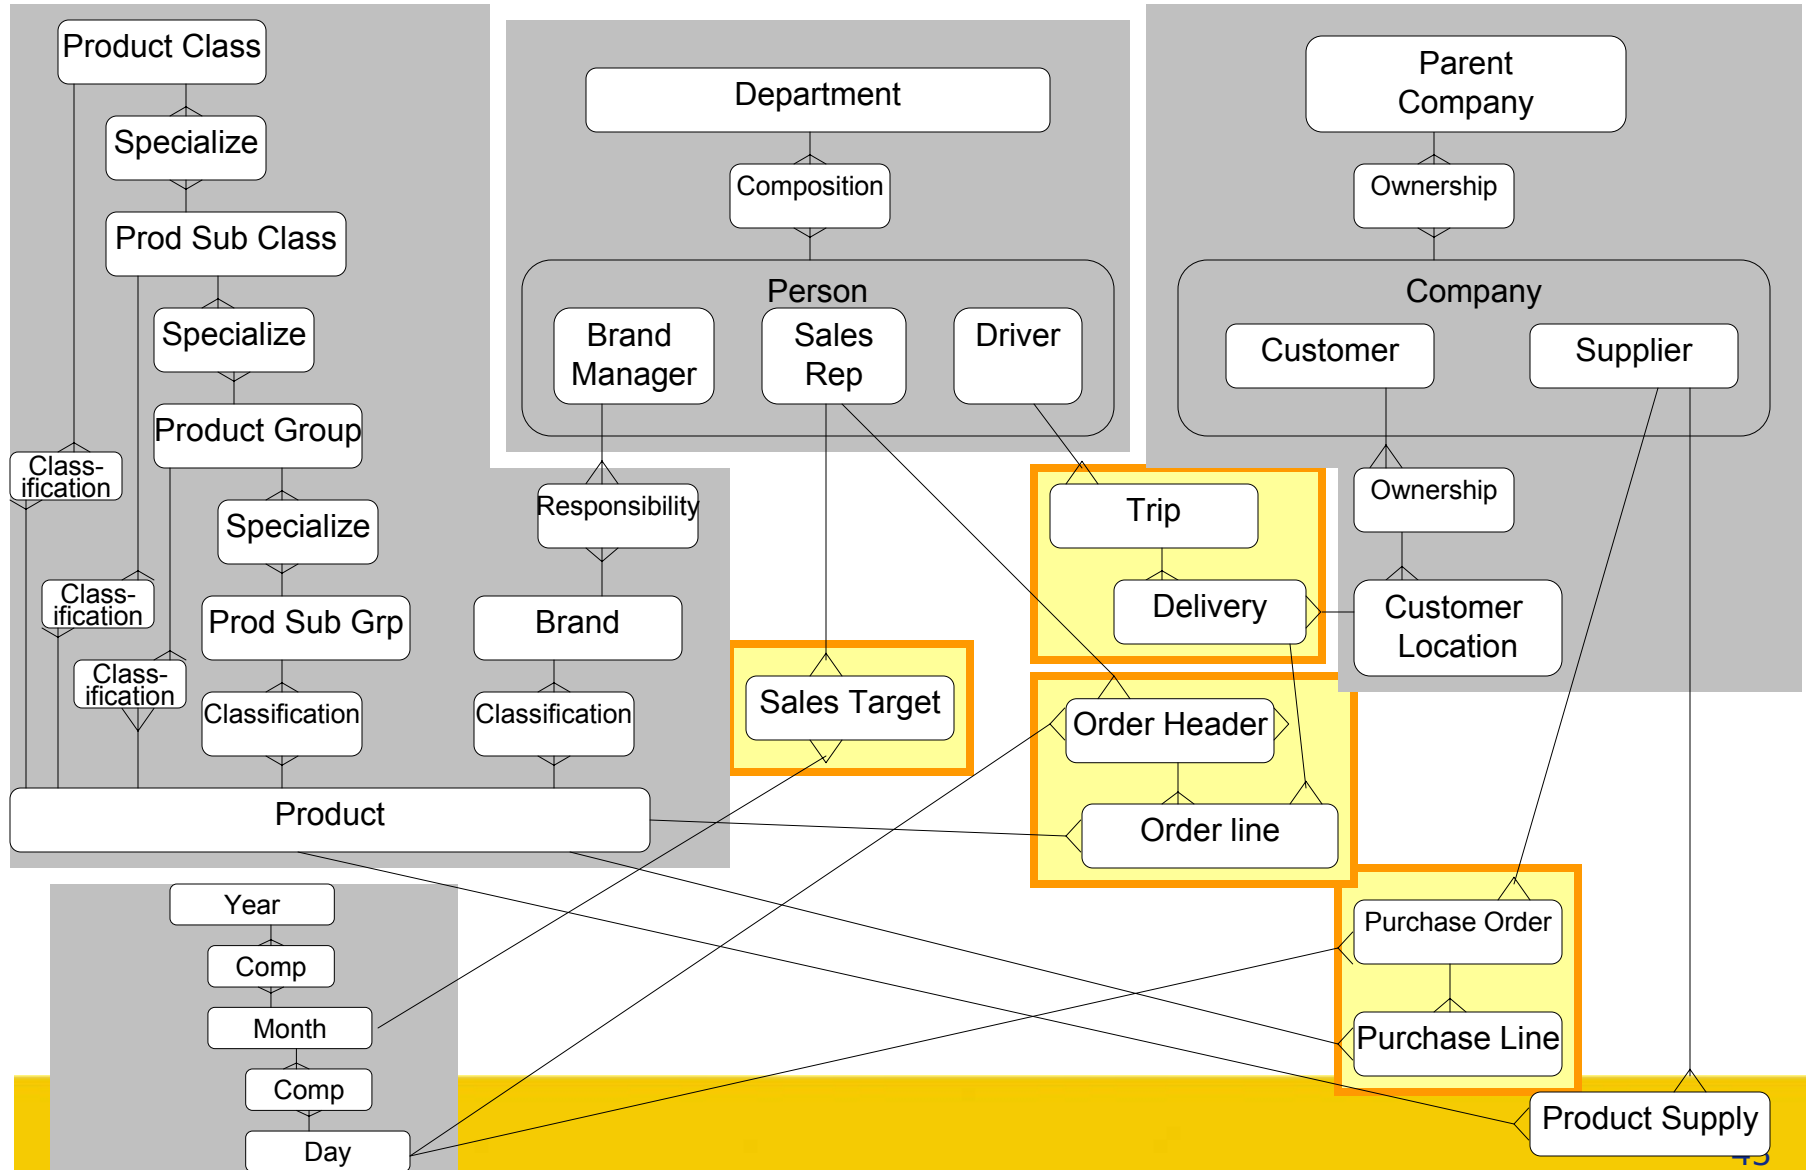 Product Class
Specialize
Prod Sub Class
Specialize
Product Group
Class-
ification
Specialize
Class-
ification
Prod Sub Grp
Class-
ification
Classification
Product
Department
Composition
Person
Brand
Manager
Sales
Rep
Driver
Responsibility
Brand
Classification
Parent
Company
Ownership
Company
Customer
Supplier
Ownership
Customer
Location
Trip
Delivery
Sales Target
Order Header
Order line
Purchase Order
Purchase Line
Product Supply
Year
Comp
Month
Comp
Day